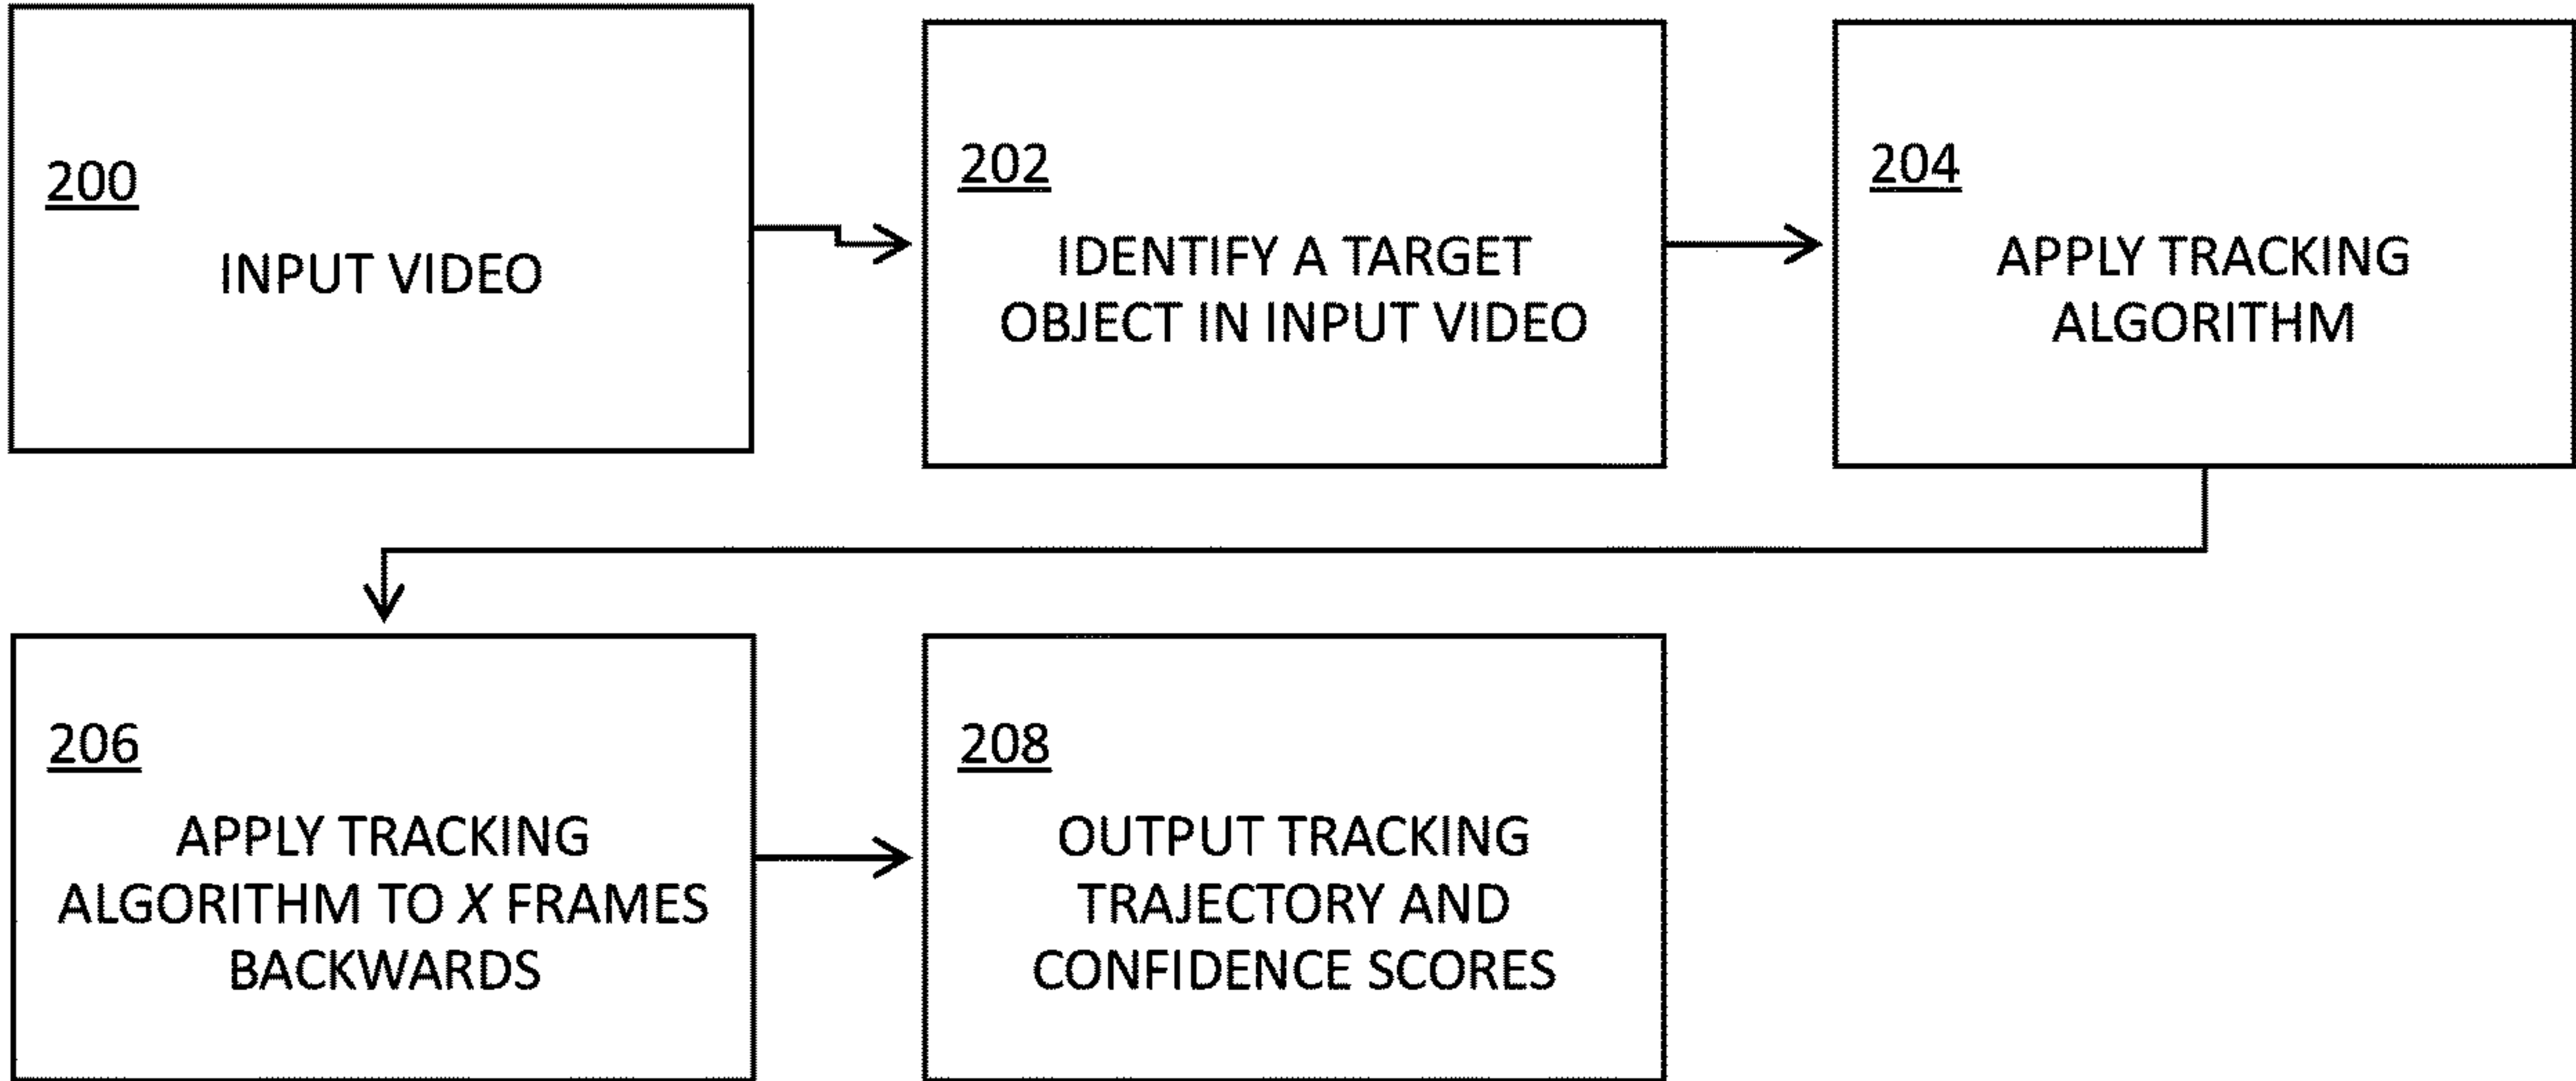 200
INPUT VIDEO
202
IDENTIFY A TARGET
OBJECT IN INPUT VIDEO
204
APPLY TRACKING
ALGORITHM
206
APPLY TRACKING
ALGORITHM TO X FRAMES
BACKWARDS
208
OUTPUT TRACKING
TRAJECTORY AND
CONFIDENCE SCORES